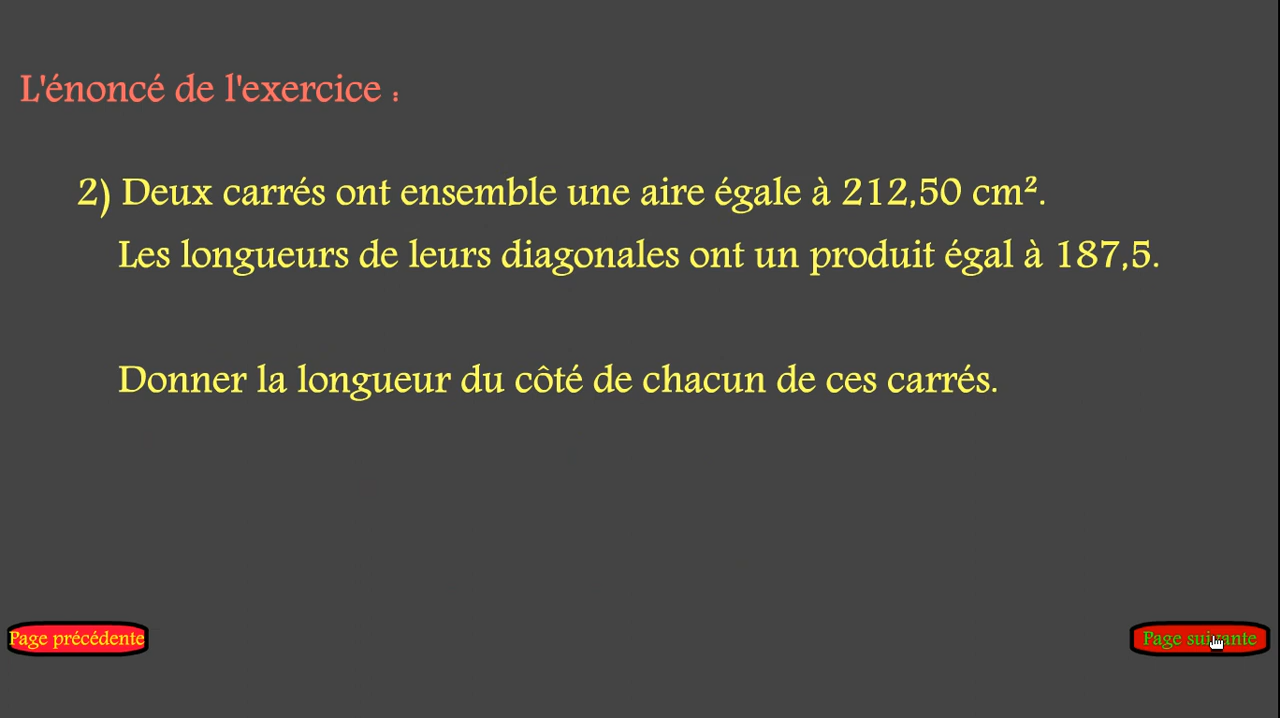 L'énoncé de l'exercice :
2) Deux carrés ont ensemble une aire égale à 212,50 cm².
Les longueurs de leurs diagonales ont un produit égal à 187,5.
Donner la longueur du côté de chacun de ces carrés.
Page précédente
Page suivante